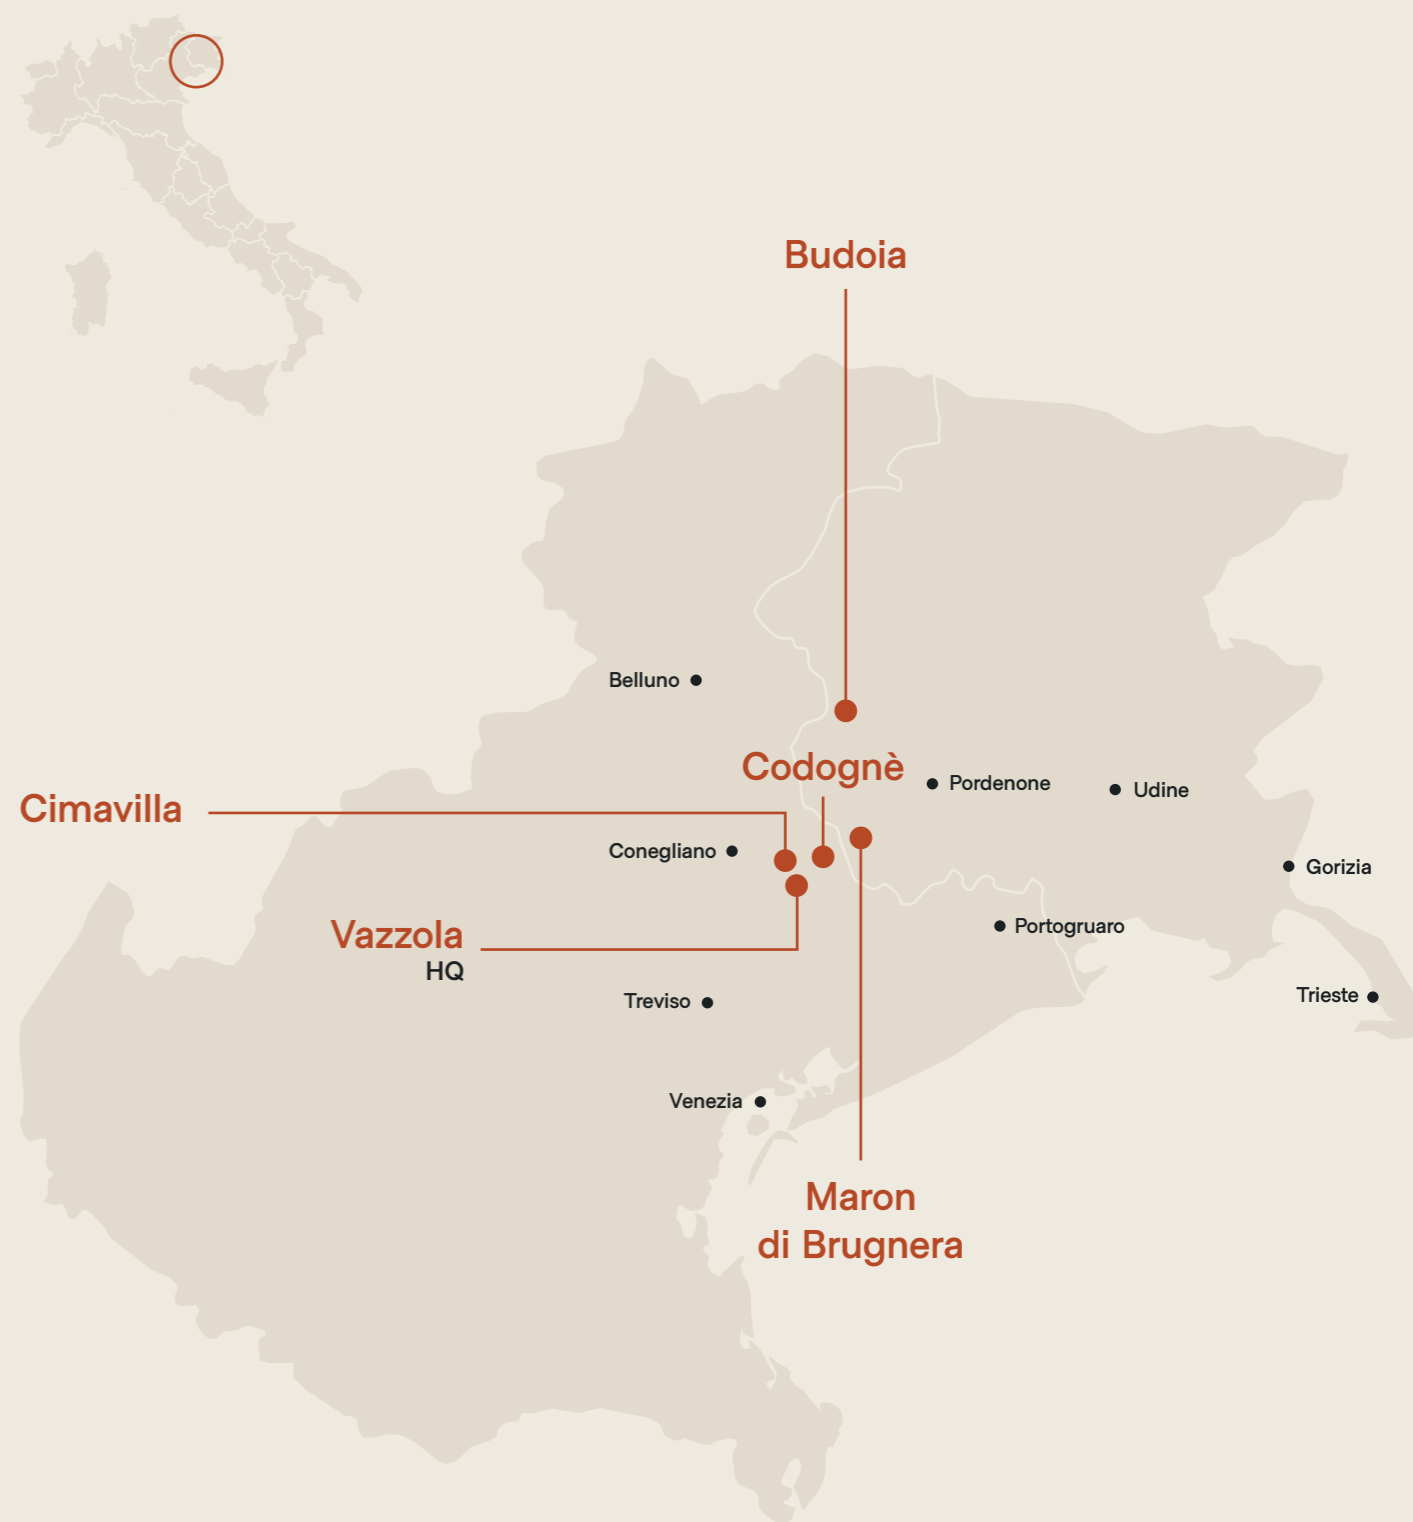 Budoia
Belluno
Codognè
Pordenone
Udine
Cimavilla
Conegliano
Gorizia
Vazzola
HQ
Portogruaro
Treviso
Trieste
Venezia
Maron
di Brugnera